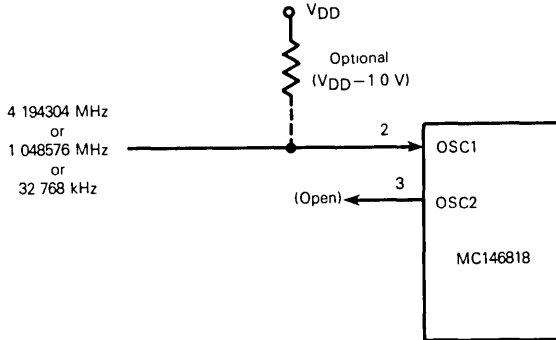 VDD
Optional
(VDD−1 0 V)
4 194304 MHz
or
1 048576 MHz
or
32 768 kHz
2
OSC1
3
(Open)
OSC2
MC146818